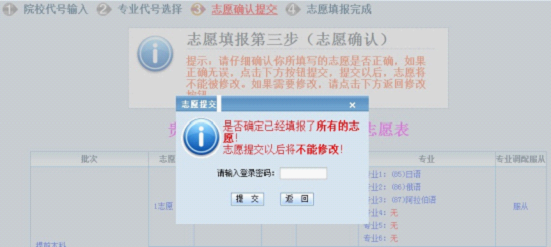 1 院校代号输入 2 专业代号选择 3 志愿确认提交 4 志愿填报完成
志愿填报第三步（志愿确认）
提示，请仔细确认你所填写的志愿是否正确，如果
正确无误，点击下方按钮提交，提交以后，志愿将
不能被修改。如果需要修改，请点击下方返回修改
按钮
志愿提交
是否确定已经填报了所有的志
愿！
志愿提交以后将不能修改！
请输入登录密码：
提 交 返 回
志愿表
批次 志愿 专业 专业调配服从
1志愿
专业1: (05)日语
专业2: (06)俄语
专业3: (07)阿拉伯语
专业4: 无
专业5: 无
专业6: 无
服从